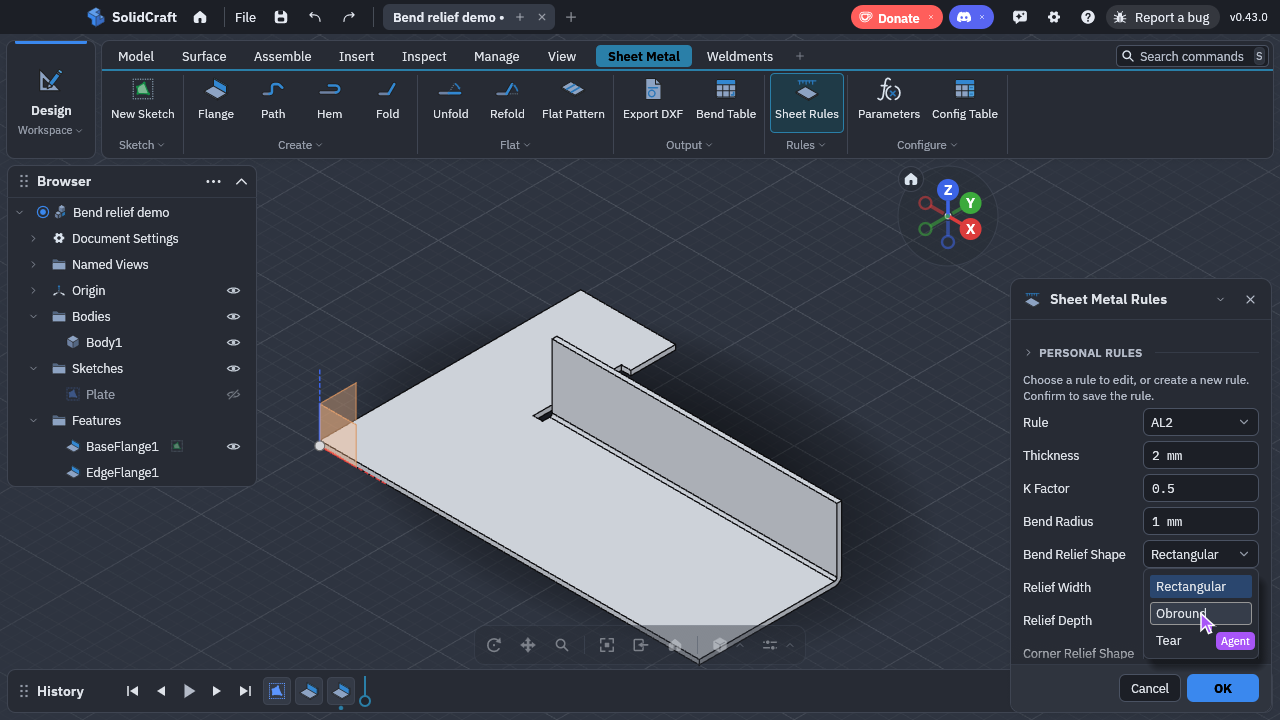 SolidCraft
File
Bend relief demo •
Donate
Report a bug
v0.43.0
Design
Workspace
Model
Surface
Assemble
Insert
Inspect
Manage
View
Sheet Metal
Weldments
Search commands
S
New Sketch
Flange
Path
Hem
Fold
Unfold
Refold
Flat Pattern
Export DXF
Bend Table
Sheet Rules
Parameters
Config Table
Sketch
Create
Flat
Output
Rules
Configure
Browser
Bend relief demo
Document Settings
Named Views
Origin
Bodies
Body1
Sketches
Plate
Features
BaseFlange1
EdgeFlange1
Z
Y
X
Sheet Metal Rules
PERSONAL RULES
Choose a rule to edit, or create a new rule.
Confirm to save the rule.
Rule AL2
Thickness 2 mm
K Factor 0.5
Bend Radius 1 mm
Bend Relief Shape Rectangular
Relief Width
Rectangular
Obround
Relief Depth
Tear
Agent
Corner Relief Shape
Cancel
OK
History